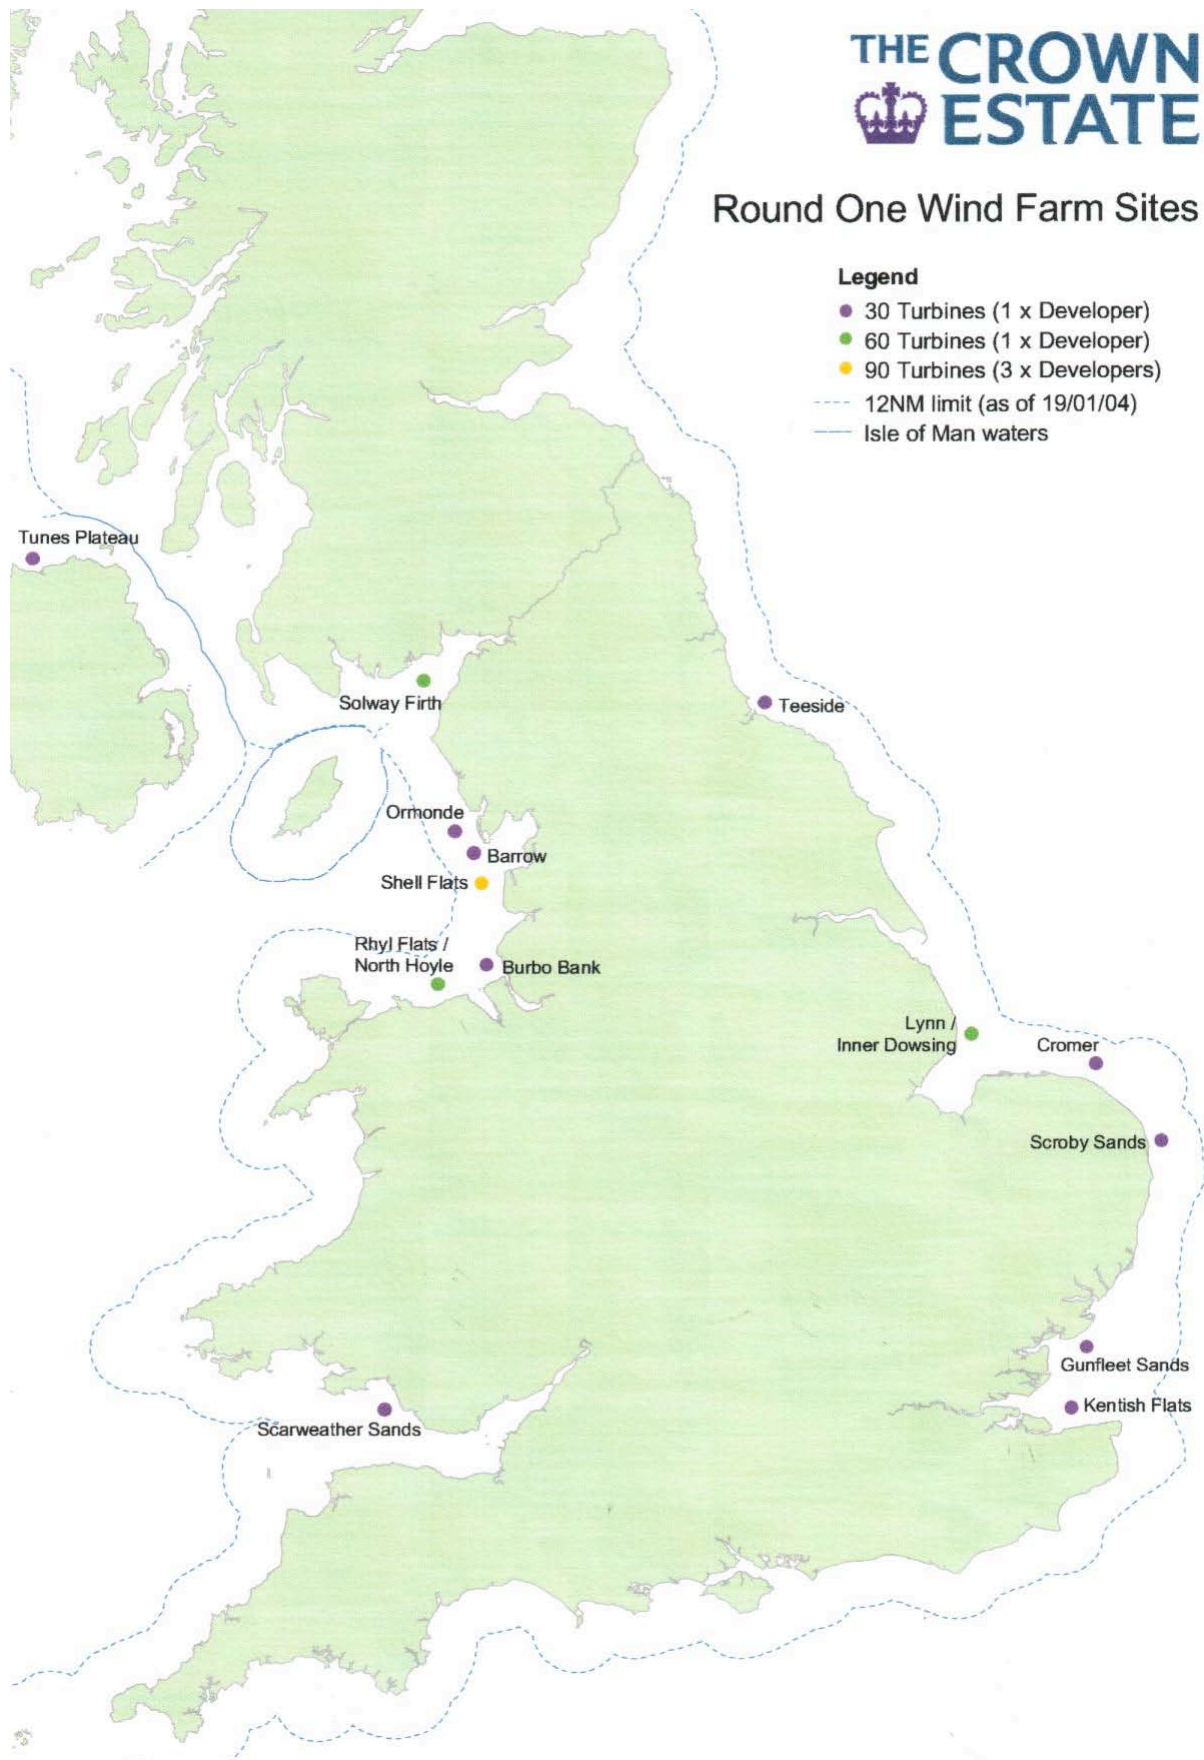 THE CROWN
ESTATE
Round One Wind Farm Sites
Legend
30 Turbines (1 x Developer)
60 Turbines (1 x Developer)
90 Turbines (3 x Developers)
12NM limit (as of 19/01/04)
Isle of Man waters
Tunes Plateau
Solway Firth
Teeside
Ormonde
Barrow
Shell Flats
Rhyl Flats /
North Hoyle
Burbo Bank
Lynn /
Inner Dowsing
Cromer
Scroby Sands
Gunfleet Sands
Kentish Flats
Scarweather Sands